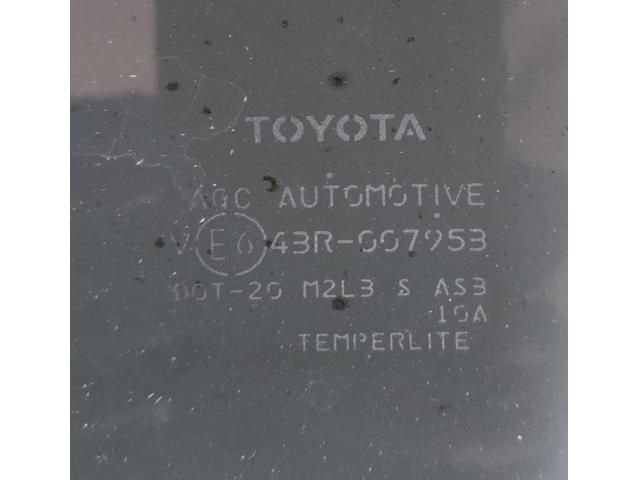 TOYOTA
AGC AUTOMOTIVE
V E6 43R-007953
DOT-20 M2L3 S AS3
10A
TEMPERLITE